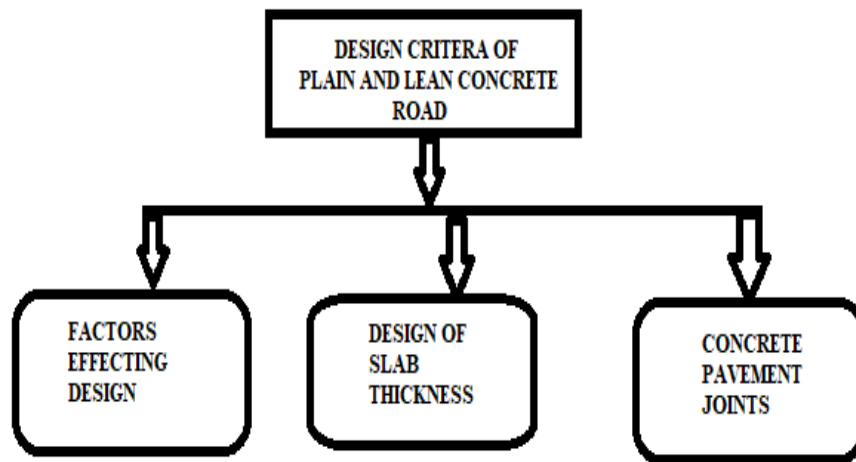 DESIGN CRITERA OF
PLAIN AND LEAN CONCRETE
ROAD
FACTORS
EFFECTING
DESIGN
DESIGN OF
SLAB
THICKNESS
CONCRETE
PAVEMENT
JOINTS